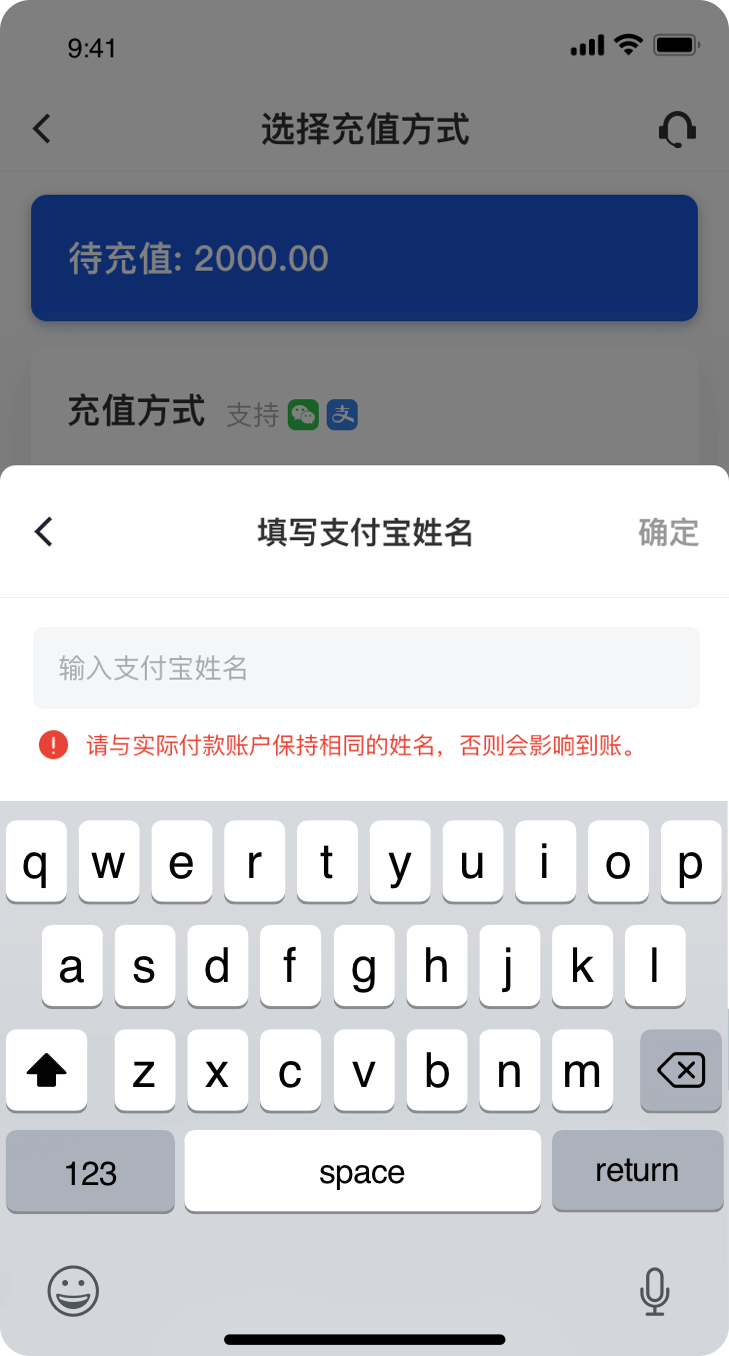 9:41
选择充值方式
待充值: 2000.00
充值方式 支持 支
填写支付宝姓名 确定
输入支付宝姓名
! 请与实际付款账户保持相同的姓名，否则会影响到账。
q w e r t y u i o p
a s d f g h j k l
z x c v b n m
123 space return